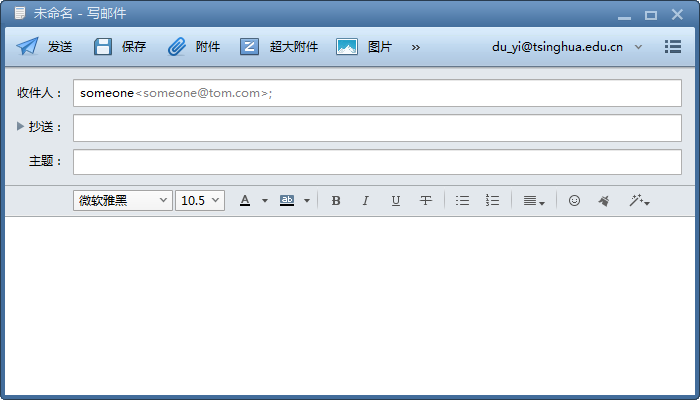 未命名 - 写邮件
发送 保存 附件 超大附件 图片 » du_yi@tsinghua.edu.cn
收件人： someone<someone@tom.com>;
抄送：
主题：
微软雅黑 10.5 A ab B I U T